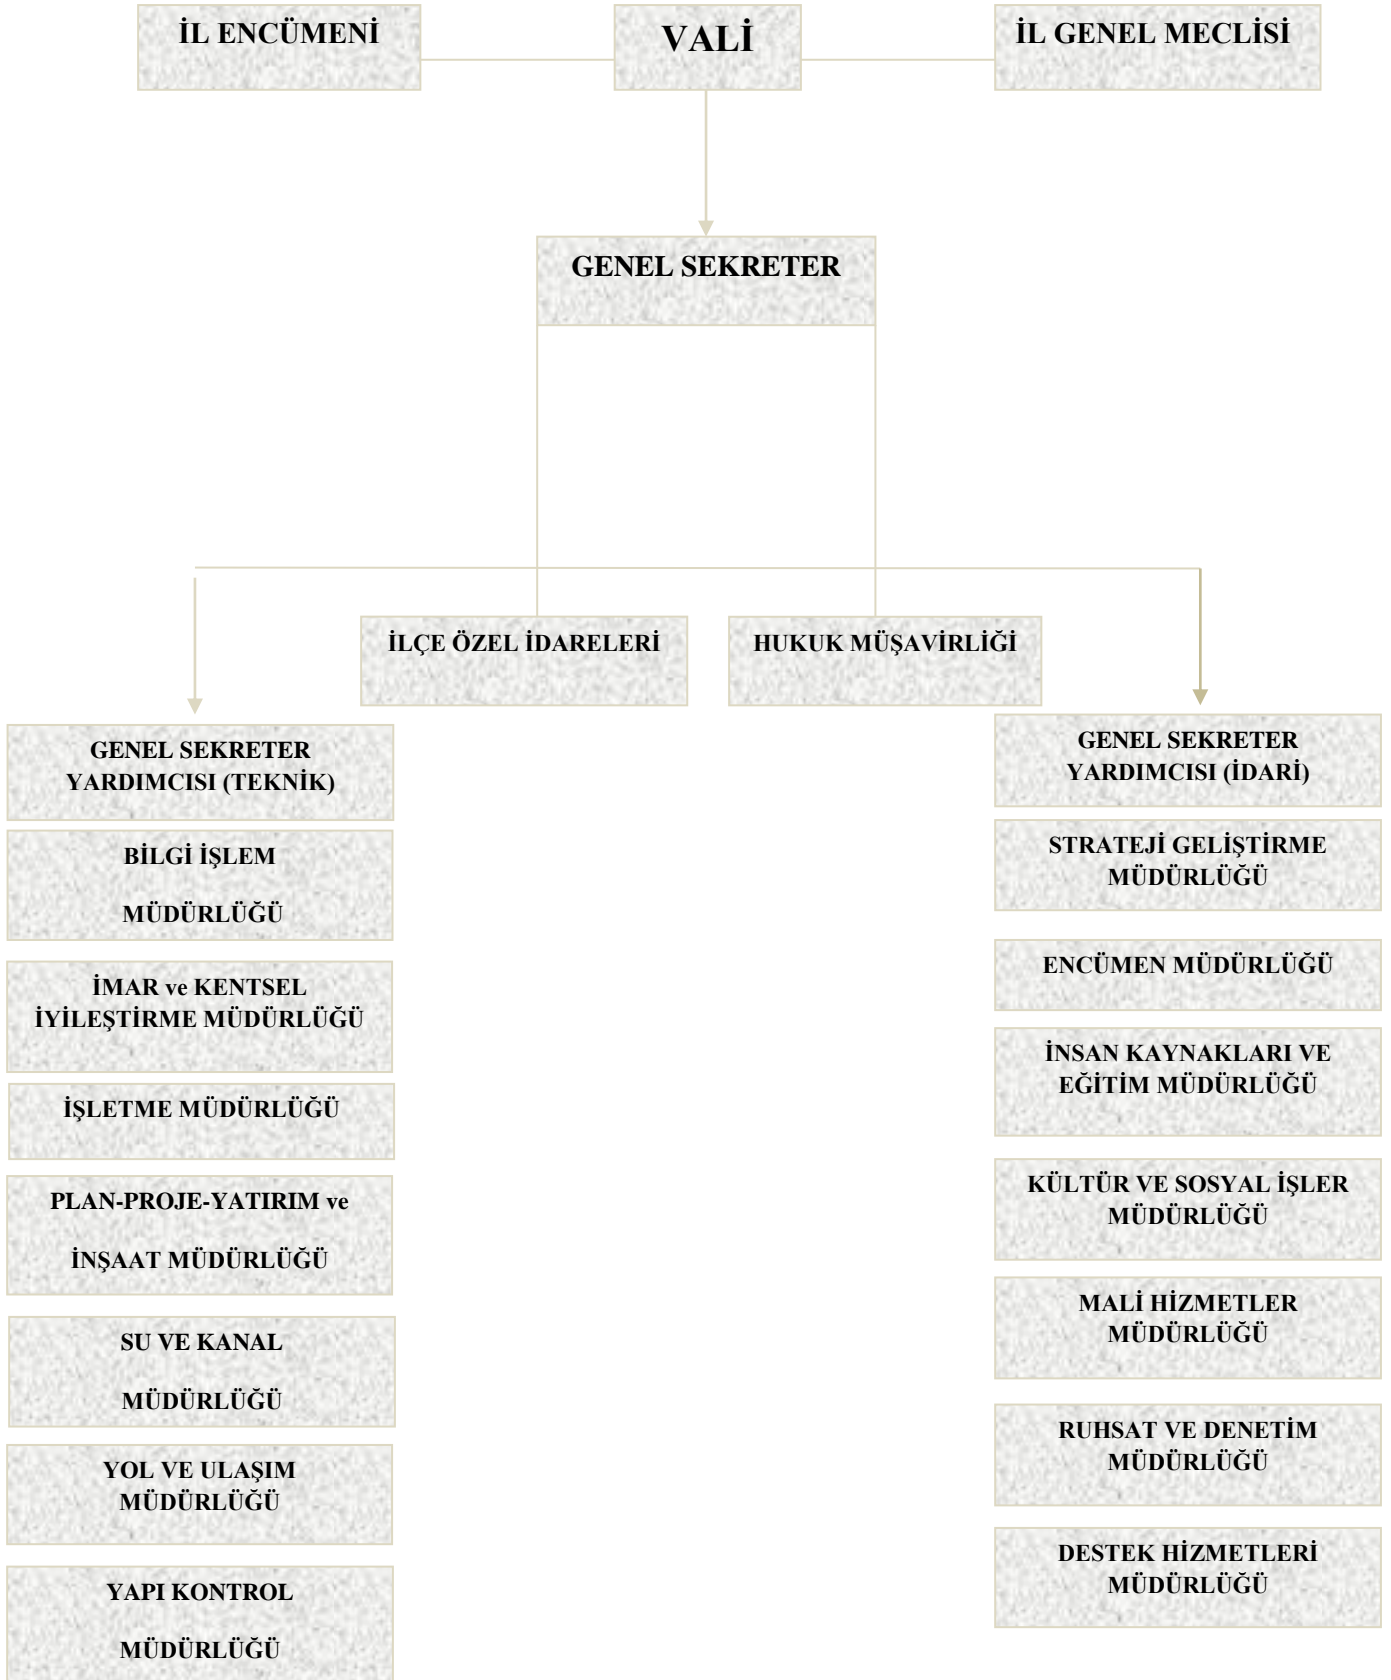 İL ENCÜMENİ
VALİ
İL GENEL MECLİSİ
GENEL SEKRETER
İLÇE ÖZEL İDARELERİ
HUKUK MÜŞAVİRLİĞİ
GENEL SEKRETER
YARDIMCISI (TEKNİK)
BİLGİ İŞLEM
MÜDÜRLÜĞÜ
İMAR ve KENTSEL
İYİLEŞTİRME MÜDÜRLÜĞÜ
İŞLETME MÜDÜRLÜĞÜ
PLAN-PROJE-YATIRIM ve
İNŞAAT MÜDÜRLÜĞÜ
SU VE KANAL
MÜDÜRLÜĞÜ
YOL VE ULAŞIM
MÜDÜRLÜĞÜ
YAPI KONTROL
MÜDÜRLÜĞÜ
GENEL SEKRETER
YARDIMCISI (İDARİ)
STRATEJİ GELİŞTİRME
MÜDÜRLÜĞÜ
ENCÜMEN MÜDÜRLÜĞÜ
İNSAN KAYNAKLARI VE
EĞİTİM MÜDÜRLÜĞÜ
KÜLTÜR VE SOSYAL İŞLER
MÜDÜRLÜĞÜ
MALİ HİZMETLER
MÜDÜRLÜĞÜ
RUHSAT VE DENETİM
MÜDÜRLÜĞÜ
DESTEK HİZMETLERİ
MÜDÜRLÜĞÜ